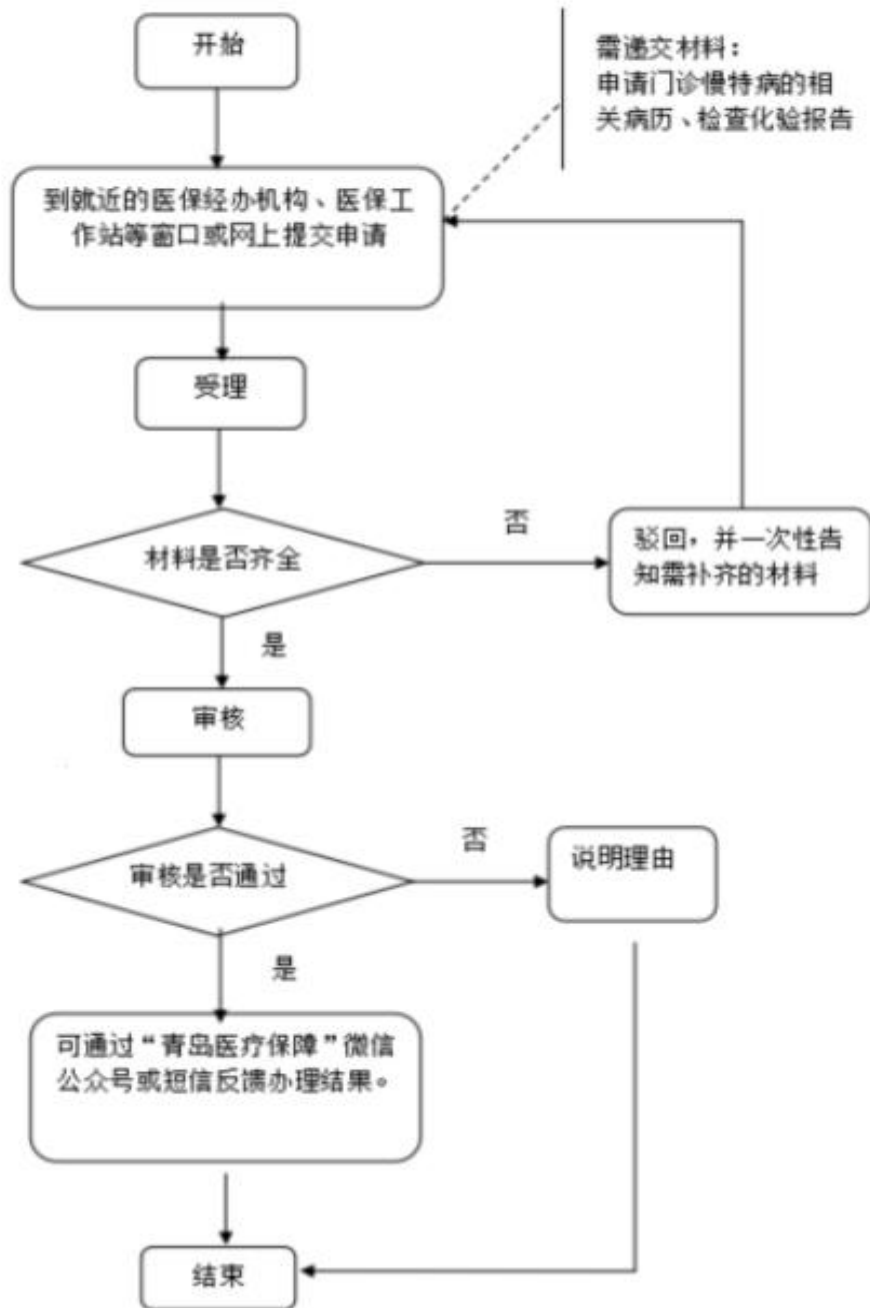 开始
需递交材料：
申请门诊慢特病的相
关病历、检查化验报告
到就近的医保经办机构、医保工
作站等窗口或网上提交申请
受理
材料是否齐全
否
驳回，并一次性告
知需补齐的材料
是
审核
审核是否通过
否
说明理由
是
可通过“青岛医疗保障”微信
公众号或短信反馈办理结果。
结束